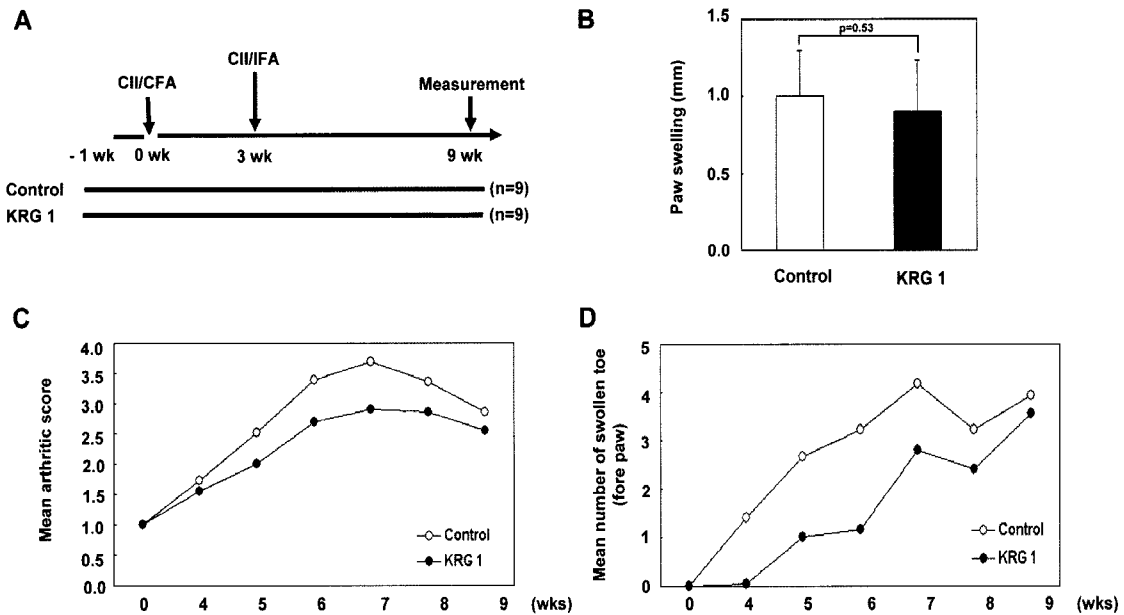 A
CII/CFA
CII/IFA
Measurement
- 1 wk 0 wk 3 wk 9 wk
Control (n=9)
KRG 1 (n=9)
B
Paw swelling (mm)
1.5
1.0
0.5
0.0
p=0.53
Control KRG 1
C
Mean arthritic score
4.0
3.5
3.0
2.5
2.0
1.5
1.0
0.5
0.0
Control
KRG 1
0 4 5 6 7 8 9 (wks)
D
Mean number of swollen toe
(fore paw)
5
4
3
2
1
0
Control
KRG 1
0 4 5 6 7 8 9 (wks)